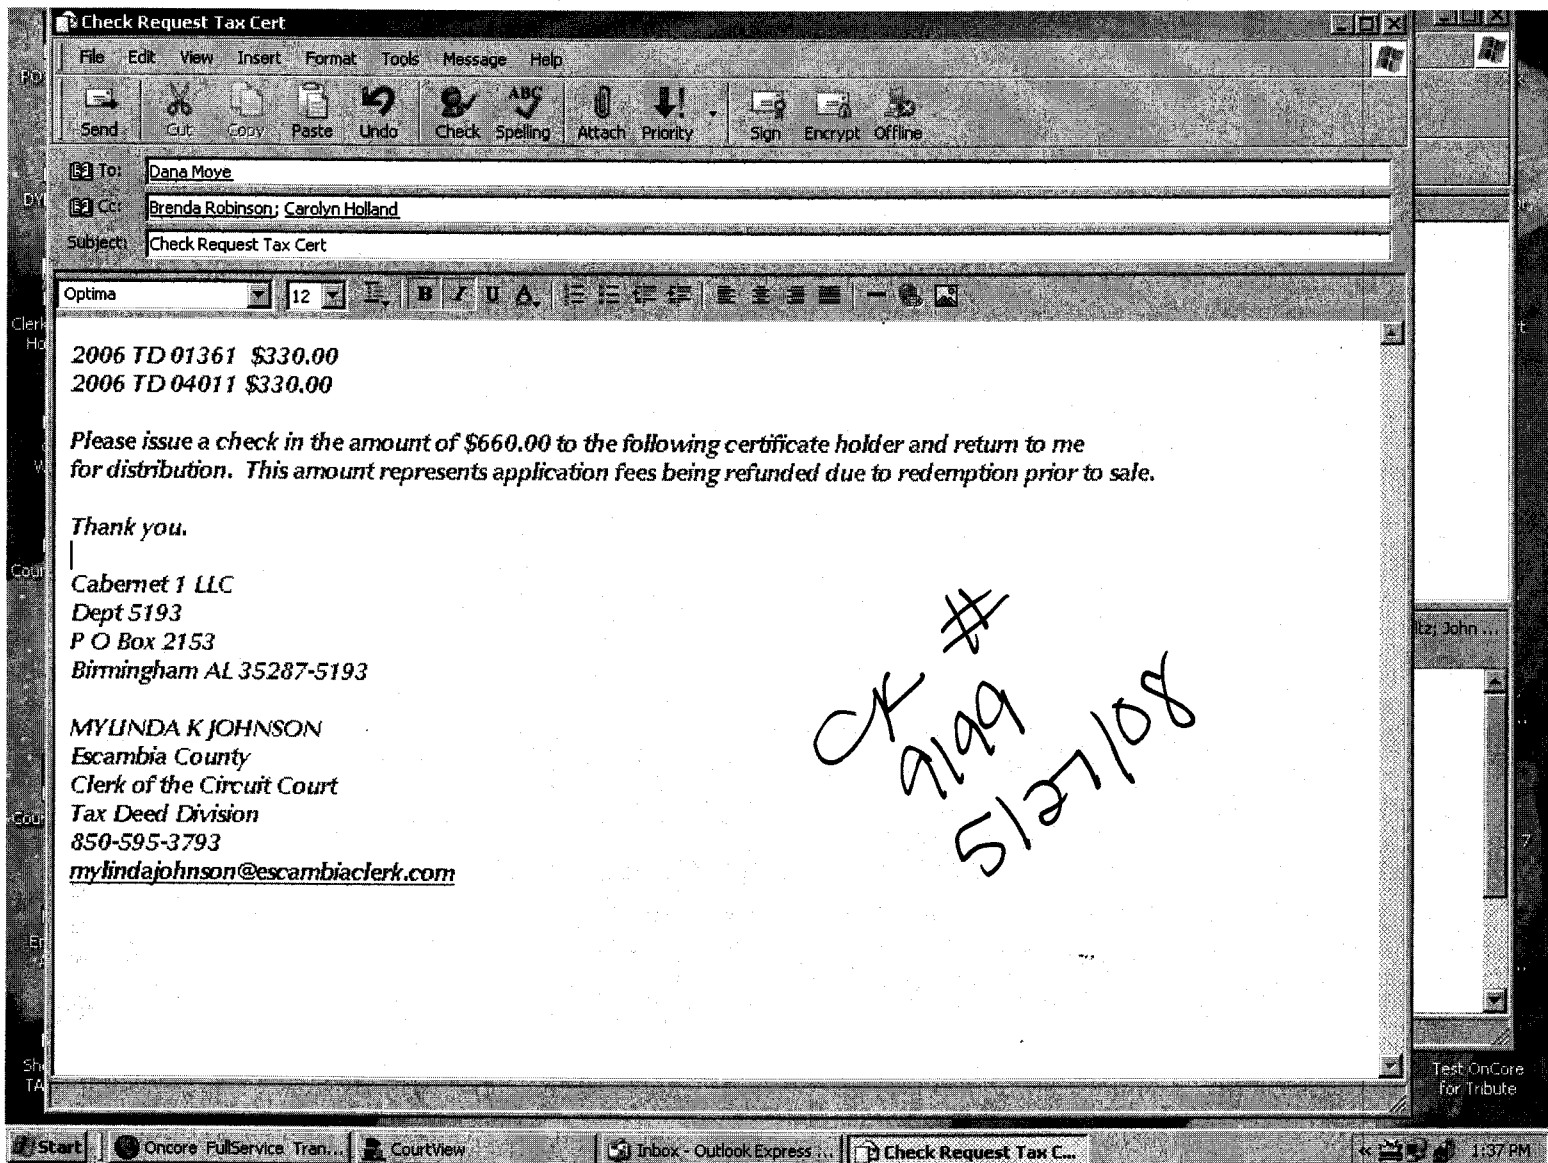 Check Request Tax Cert
File Edit View Insert Format Tools Message Help
Send Cut Copy Paste Undo Check Spelling Attach Priority Sign Encrypt Offline
To: Dana Moye
Cc: Brenda Robinson; Carolyn Holland
Subject: Check Request Tax Cert
Optima 12
2006 TD 01361 $330.00
2006 TD 04011 $330.00
Please issue a check in the amount of $660.00 to the following certificate holder and return to me
for distribution. This amount represents application fees being refunded due to redemption prior to sale.
Thank you.
Cabernet 1 LLC
Dept 5193
P O Box 2153
Birmingham AL 35287-5193
MYLINDA K JOHNSON
Escambia County
Clerk of the Circuit Court
Tax Deed Division
850-595-3793
mylindajohnson@escambiaclerk.com
CK #
9199
5/27/08
ltz; John ...
Test OnCore
for Tribute
Start Oncore FullService Tran... CourtView Inbox - Outlook Express ... Check Request Tax C... « 1:37 PM